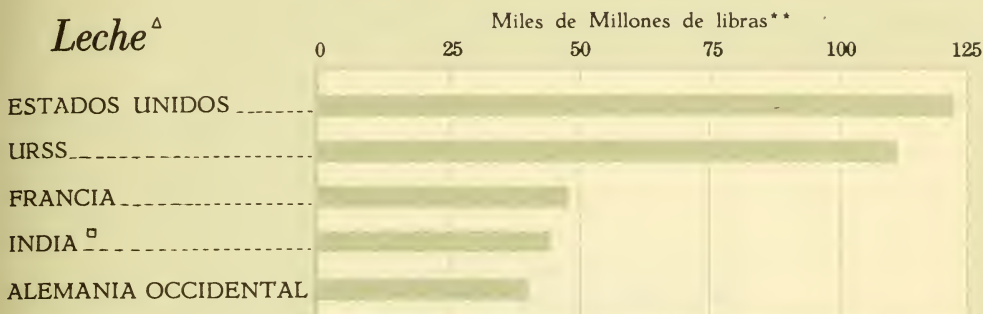 Leche△
Miles de Millones de libras**
0 25 50 75 100 125
ESTADOS UNIDOS
URSS
FRANCIA
INDIA □
ALEMANIA OCCIDENTAL